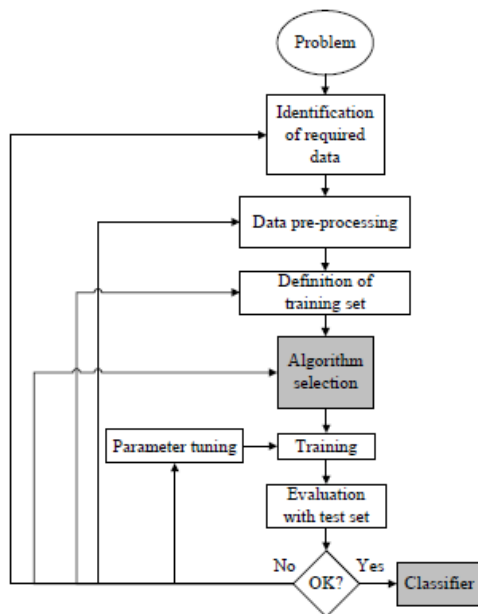 Problem
Identification
of required
data
Data pre-processing
Definition of
training set
Algorithm
selection
Parameter tuning
Training
Evaluation
with test set
No
OK?
Yes
Classifier